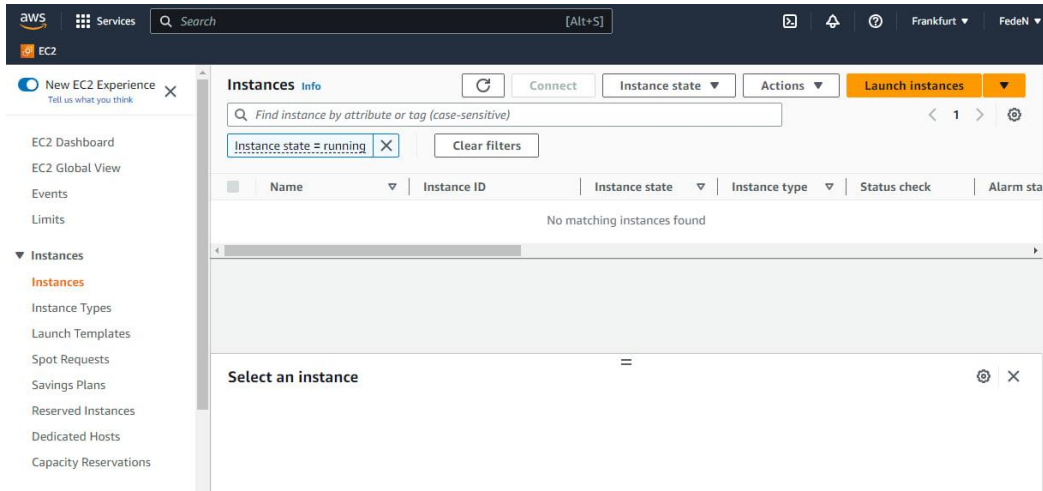 aws Services Search [Alt+S] Frankfurt ▼ FedeN ▼
EC2
New EC2 Experience
Tell us what you think
EC2 Dashboard
EC2 Global View
Events
Limits
▼ Instances
Instances
Instance Types
Launch Templates
Spot Requests
Savings Plans
Reserved Instances
Dedicated Hosts
Capacity Reservations
Instances Info Connect Instance state ▼ Actions ▼ Launch instances ▼
Find instance by attribute or tag (case-sensitive) < 1 >
Instance state = running Clear filters
Name Instance ID Instance state Instance type Status check Alarm sta
No matching instances found
Select an instance